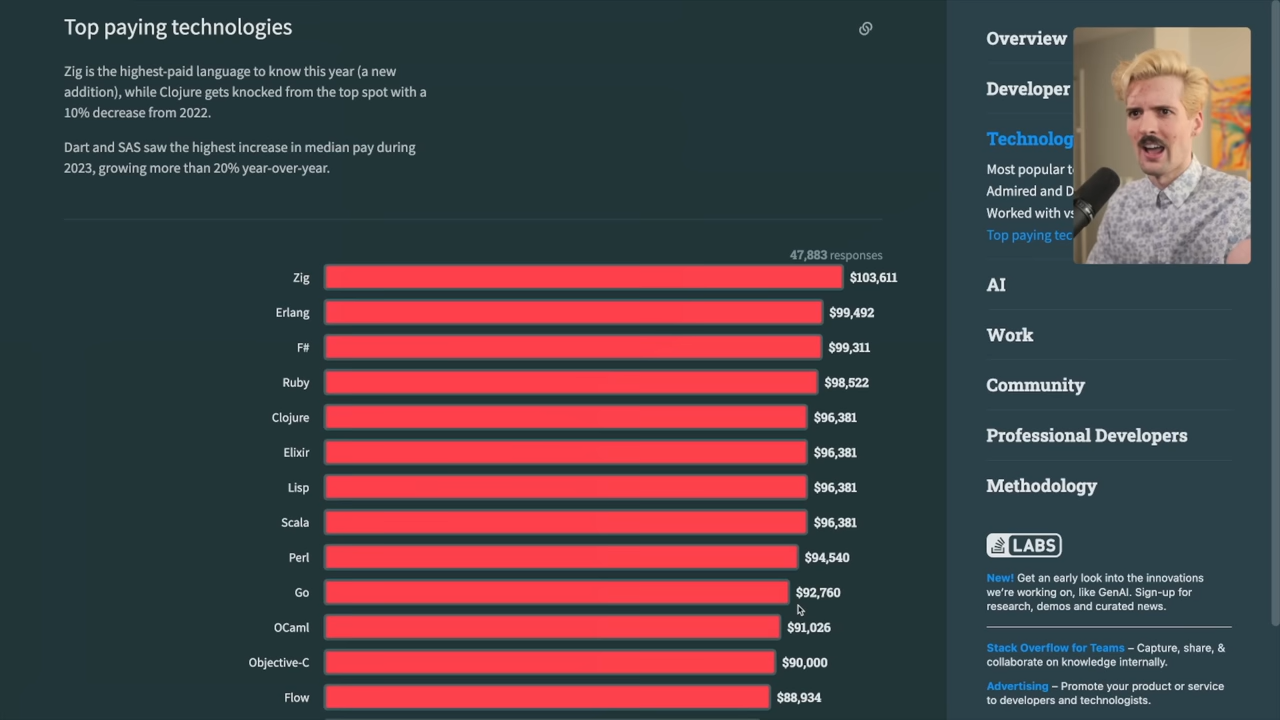 Top paying technologies
Zig is the highest-paid language to know this year (a new
addition), while Clojure gets knocked from the top spot with a
10% decrease from 2022.
Dart and SAS saw the highest increase in median pay during
2023, growing more than 20% year-over-year.
47,883 responses
Zig $103,611
Erlang $99,492
F# $99,311
Ruby $98,522
Clojure $96,381
Elixir $96,381
Lisp $96,381
Scala $96,381
Perl $94,540
Go $92,760
OCaml $91,026
Objective-C $90,000
Flow $88,934
Overview
Developer
Technolog
Most popular t
Admired and D
Worked with vs
Top paying tec
AI
Work
Community
Professional Developers
Methodology
LABS
New! Get an early look into the innovations
we're working on, like GenAI. Sign-up for
research, demos and curated news.
Stack Overflow for Teams – Capture, share, &
collaborate on knowledge internally.
Advertising – Promote your product or service
to developers and technologists.